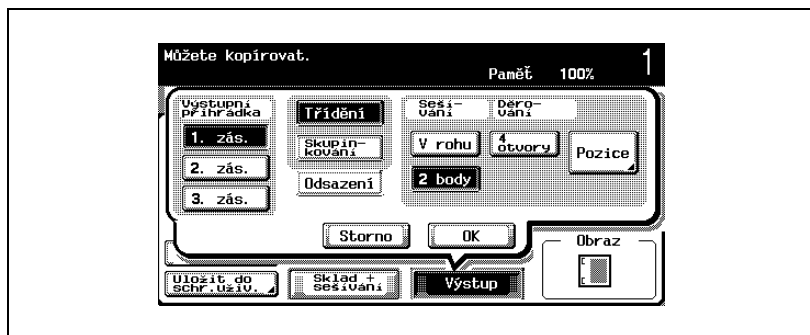 Můžete kopírovat.
Paměť 100% 1
Výstupní
přihrádka
1. zás.
2. zás.
3. zás.
Třídění
Skupin-
kování
Odsazení
Seší-
vání
Děro-
vání
V rohu
4
otvory
Pozice
2 body
Storno
OK
Obraz
Uložit do
schr.uživ.
Sklad +
sešívání
Výstup